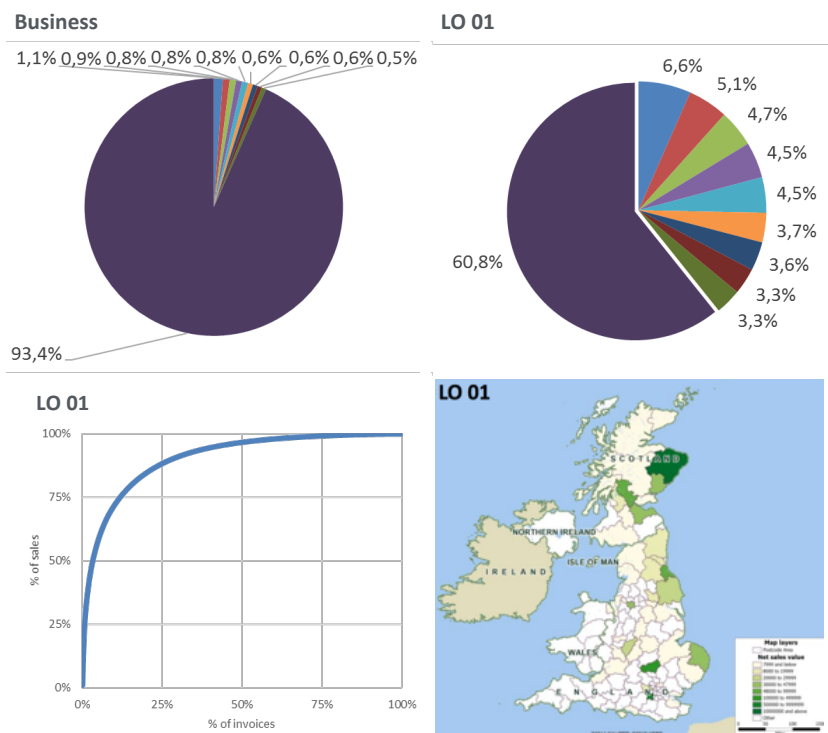 Business
1,1% 0,9% 0,8% 0,8% 0,8% 0,6% 0,6% 0,6% 0,5%
93,4%
LO 01
6,6%
5,1%
4,7%
4,5%
4,5%
3,7%
3,6%
3,3%
3,3%
60,8%
LO 01
% of sales
100%
75%
50%
25%
0%
0% 25% 50% 75% 100%
% of invoices
LO 01
SCOTLAND
NORTHERN IRELAND
ISLE OF MAN
IRELAND
WALES
ENGLAND
Map layers
Postcode Area
Net sales value
Other